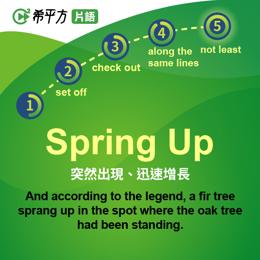 希平方 片語
1
set off
2
check out
3
along the
same lines
4
not least
5
Spring Up
突然出現、迅速增長
And according to the legend, a fir tree
sprang up in the spot where the oak tree
had been standing.